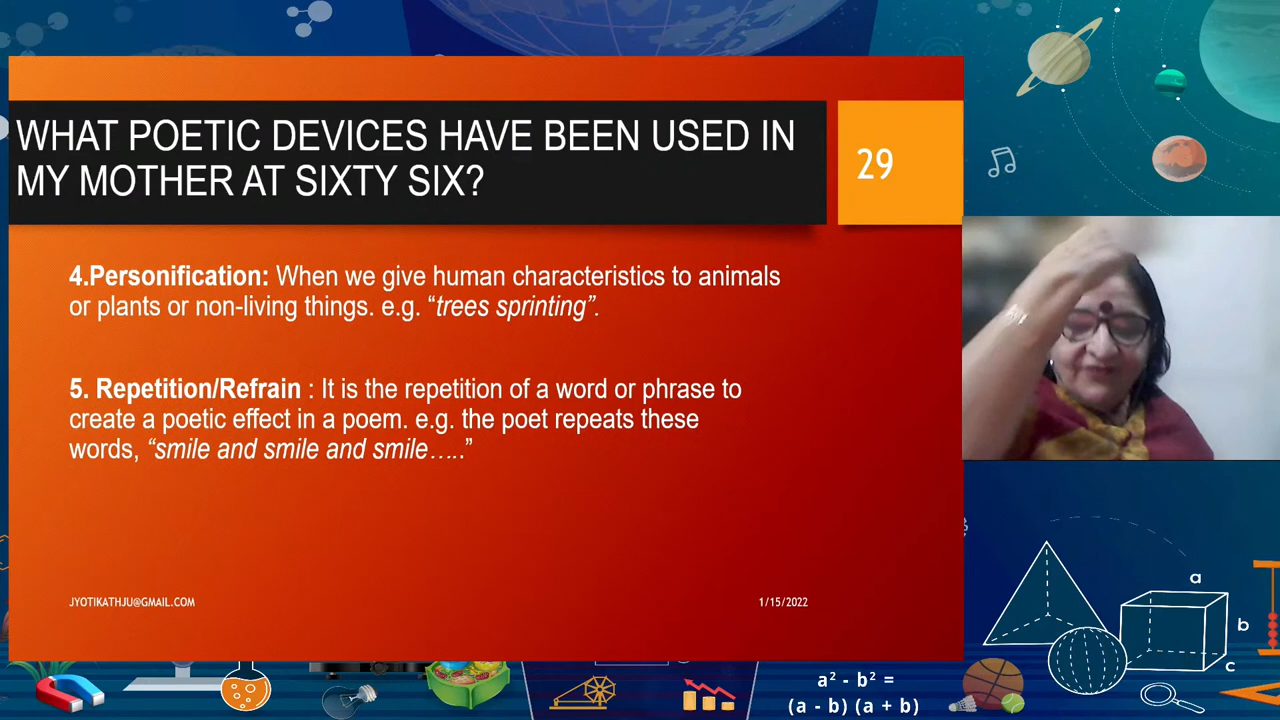 WHAT POETIC DEVICES HAVE BEEN USED IN
MY MOTHER AT SIXTY SIX?
29
4.Personification: When we give human characteristics to animals
or plants or non-living things. e.g. “trees sprinting”.
5. Repetition/Refrain : It is the repetition of a word or phrase to
create a poetic effect in a poem. e.g. the poet repeats these
words, “smile and smile and smile…..”
JYOTIKATHJU@GMAIL.COM
1/15/2022
a
b
c
a² - b² =
(a - b) (a + b)